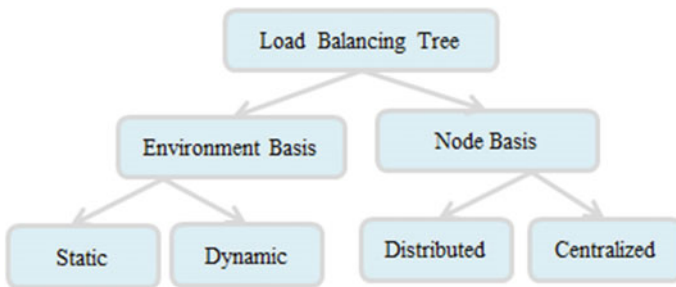 Load Balancing Tree
Environment Basis
Node Basis
Static
Dynamic
Distributed
Centralized